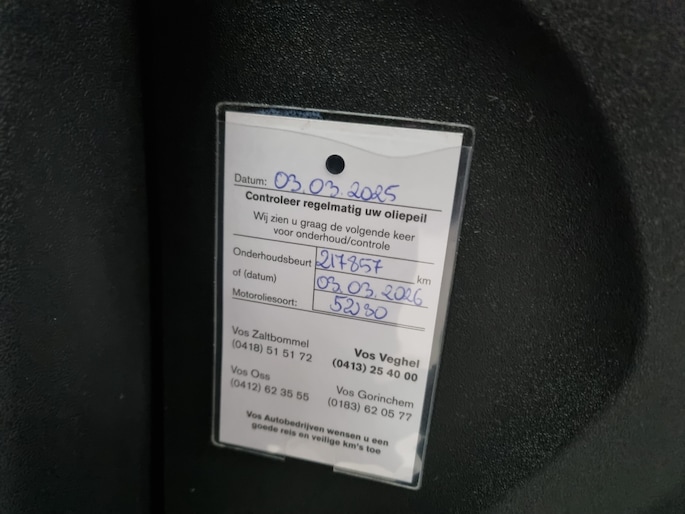 Datum: 03.03.2025
Controleer regelmatig uw oliepeil
Wij zien u graag de volgende keer
voor onderhoud/controle
Onderhoudsbeurt 217857 km
of (datum) 03.03.2026
Motoroliesoort: 5W30
Vos Zaltbommel
(0418) 51 51 72
Vos Veghel
(0413) 25 40 00
Vos Oss
(0412) 62 35 55
Vos Gorinchem
(0183) 62 05 77
Vos Autobedrijven wensen u een
goede reis en veilige km's toe